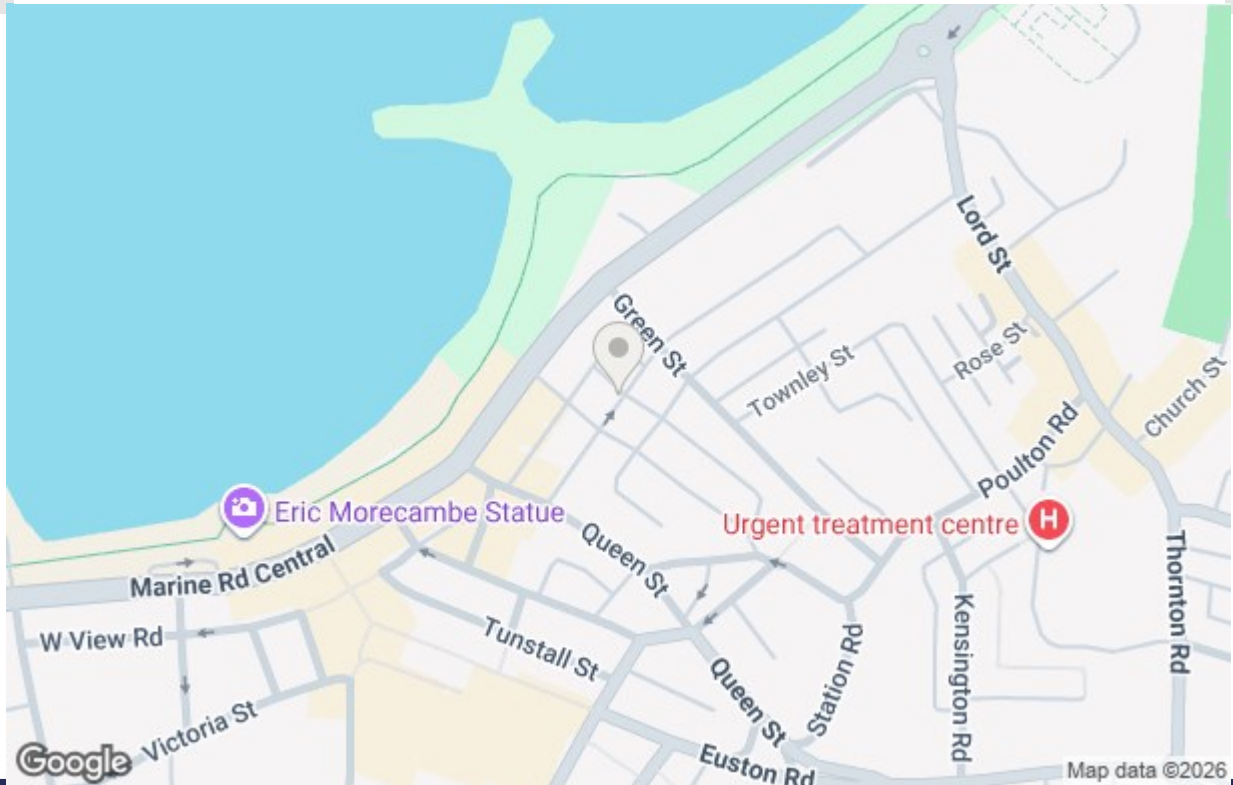 Lord St
Green St
Rose St
Townley St
Church St
Poulton Rd
Eric Morecambe Statue
Urgent treatment centre
H
Queen St
Marine Rd Central
Thornton Rd
W View Rd
Tunstall St
Kensington Rd
Station Rd
Queen St
Victoria St
Euston Rd
Google
Map data ©2026